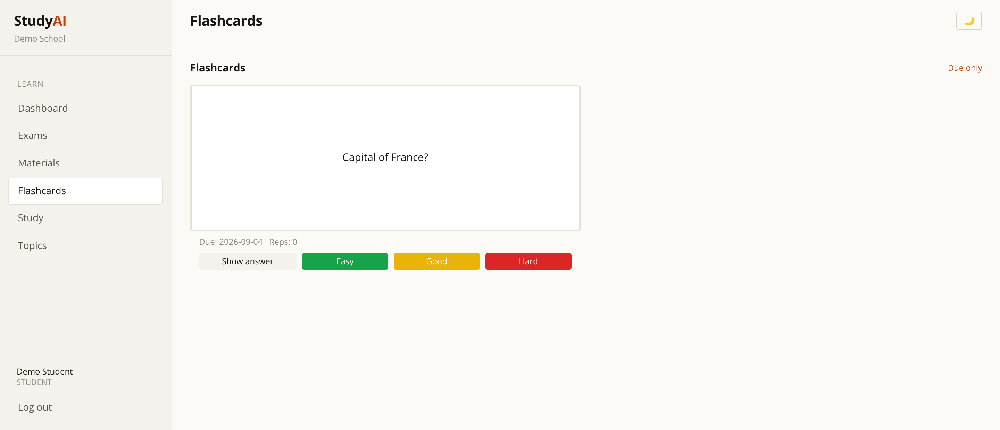 StudyAI
Demo School
LEARN
Dashboard
Exams
Materials
Flashcards
Study
Topics
Demo Student
STUDENT
Log out
Flashcards
Flashcards
Due only
Capital of France?
Due: 2026-09-04 · Reps: 0
Show answer
Easy
Good
Hard